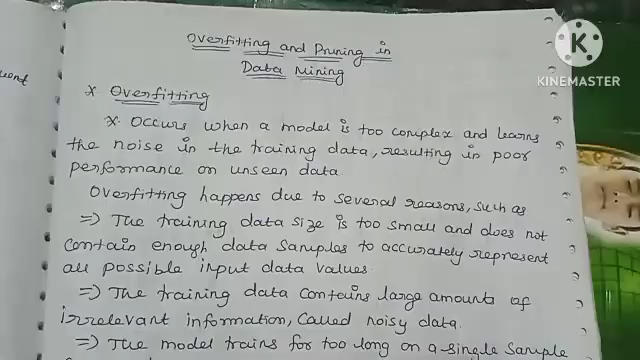 Overfitting and Pruning in
Data Mining
x Overfitting
x. Occurs when a model is too complex and learns
the noise in the training data, resulting in poor
performance on unseen data.
Overfitting happens due to several reasons, such as
=) The training data size is too small and does not
contain enough data samples to accurately represent
all possible input data values.
=) The training data contains large amounts of
irrelevant information, called noisy data.
=) The model trains for too long on a single sample
K
KINEMASTER